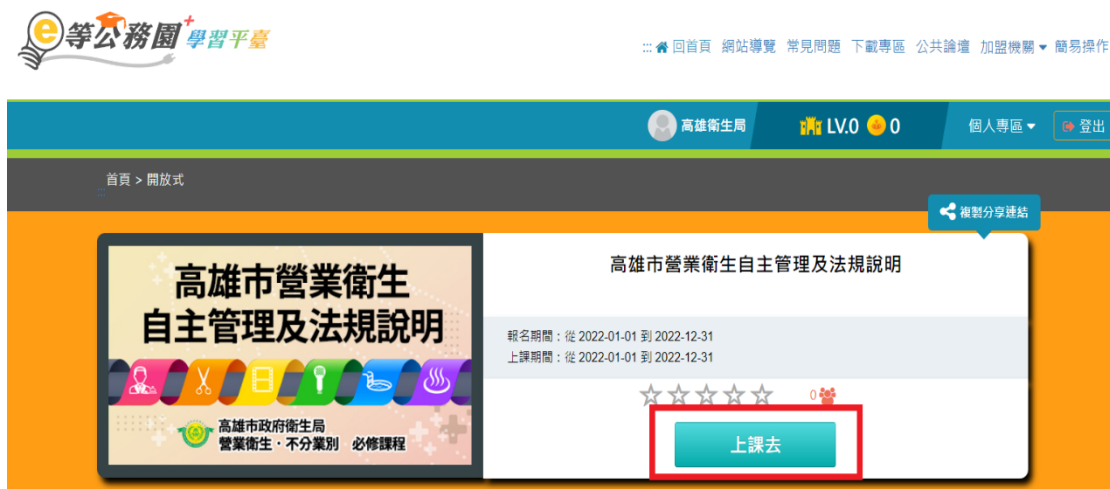 e等公務園+學習平臺
::: 回首頁 網站導覽 常見問題 下載專區 公共論壇 加盟機關 ▼ 簡易操作
高雄衛生局 LV.0 0 個人專區 ▼ 登出
首頁 > 開放式
:::
複製分享連結
高雄市營業衛生
自主管理及法規說明
高雄市政府衛生局
營業衛生・不分業別 必修課程
高雄市營業衛生自主管理及法規說明
報名期間：從 2022-01-01 到 2022-12-31
上課期間：從 2022-01-01 到 2022-12-31
0
上課去